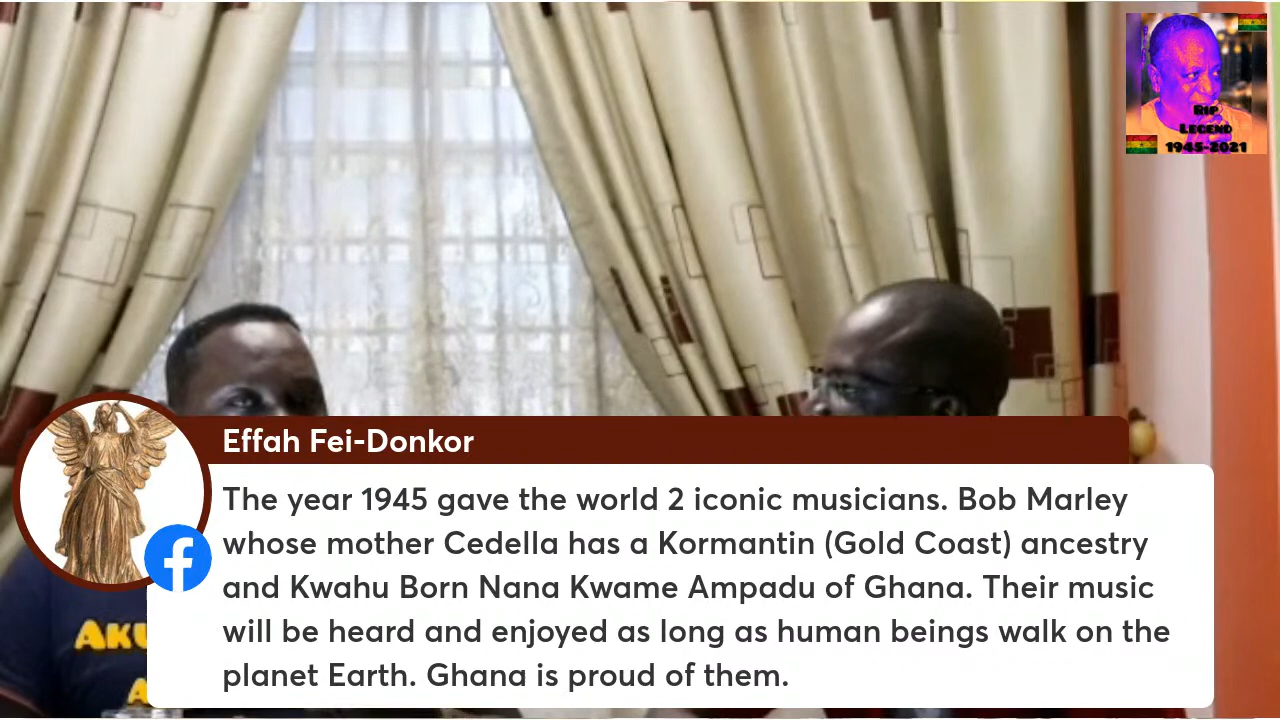 RIP
LEGEND
1945-2021
Effah Fei-Donkor
The year 1945 gave the world 2 iconic musicians. Bob Marley
whose mother Cedella has a Kormantin (Gold Coast) ancestry
and Kwahu Born Nana Kwame Ampadu of Ghana. Their music
will be heard and enjoyed as long as human beings walk on the
planet Earth. Ghana is proud of them.
AKU
A